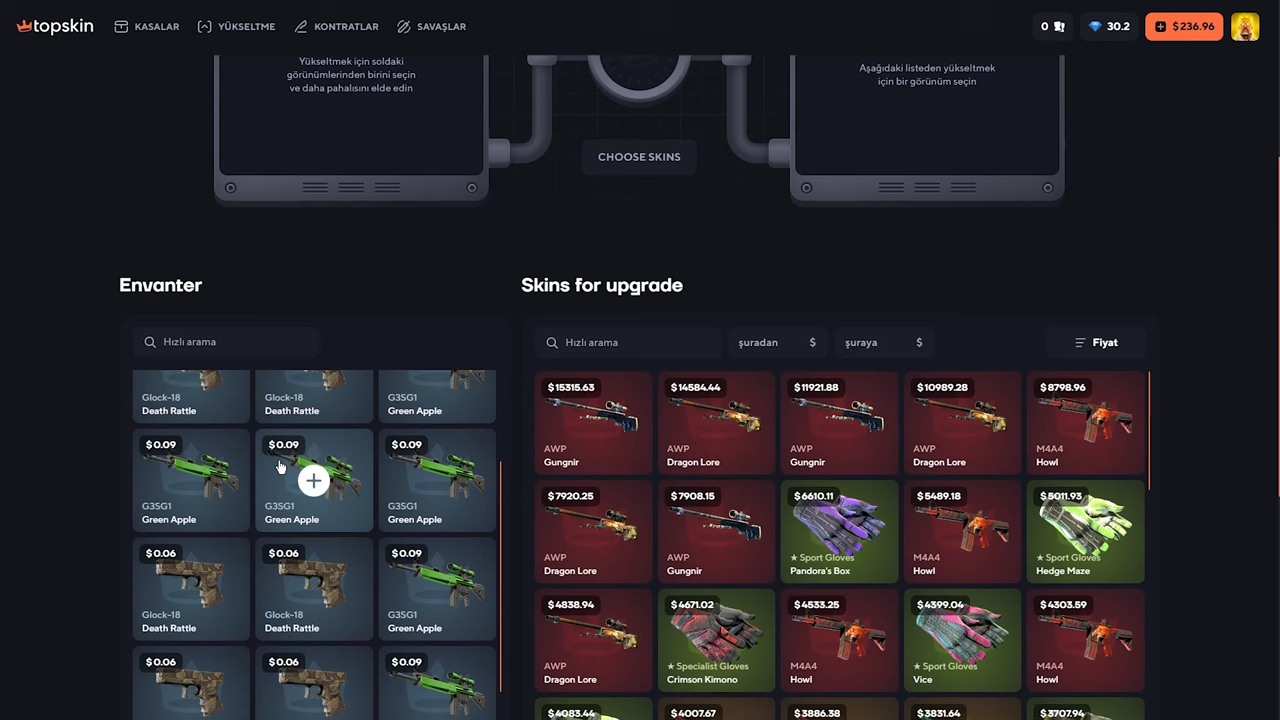 topskin
KASALAR
YÜKSELTME
KONTRATLAR
SAVAŞLAR
0
30.2
$236.96
Yükseltmek için soldaki
görünümlerinden birini seçin
ve daha pahalısını elde edin
CHOOSE SKINS
Aşağıdaki listeden yükseltmek
için bir görünüm seçin
Envanter
Hızlı arama
Glock-18
Death Rattle
Glock-18
Death Rattle
G3SG1
Green Apple
$0.09
G3SG1
Green Apple
$0.09
G3SG1
Green Apple
$0.09
G3SG1
Green Apple
$0.06
Glock-18
Death Rattle
$0.06
Glock-18
Death Rattle
$0.09
G3SG1
Green Apple
$0.06
$0.06
$0.09
Skins for upgrade
Hızlı arama
şuradan $
şuraya $
Fiyat
$15315.63
AWP
Gungnir
$14584.44
AWP
Dragon Lore
$11921.88
AWP
Gungnir
$10989.28
AWP
Dragon Lore
$8798.96
M4A4
Howl
$7920.25
AWP
Dragon Lore
$7908.15
AWP
Gungnir
$6610.11
★ Sport Gloves
Pandora's Box
$5489.18
M4A4
Howl
$5011.93
★ Sport Gloves
Hedge Maze
$4838.94
AWP
Dragon Lore
$4671.02
★ Specialist Gloves
Crimson Kimono
$4533.25
M4A4
Howl
$4399.04
★ Sport Gloves
Vice
$4303.59
M4A4
Howl
$4083.44
$4007.67
$3886.38
$3831.64
$3707.94